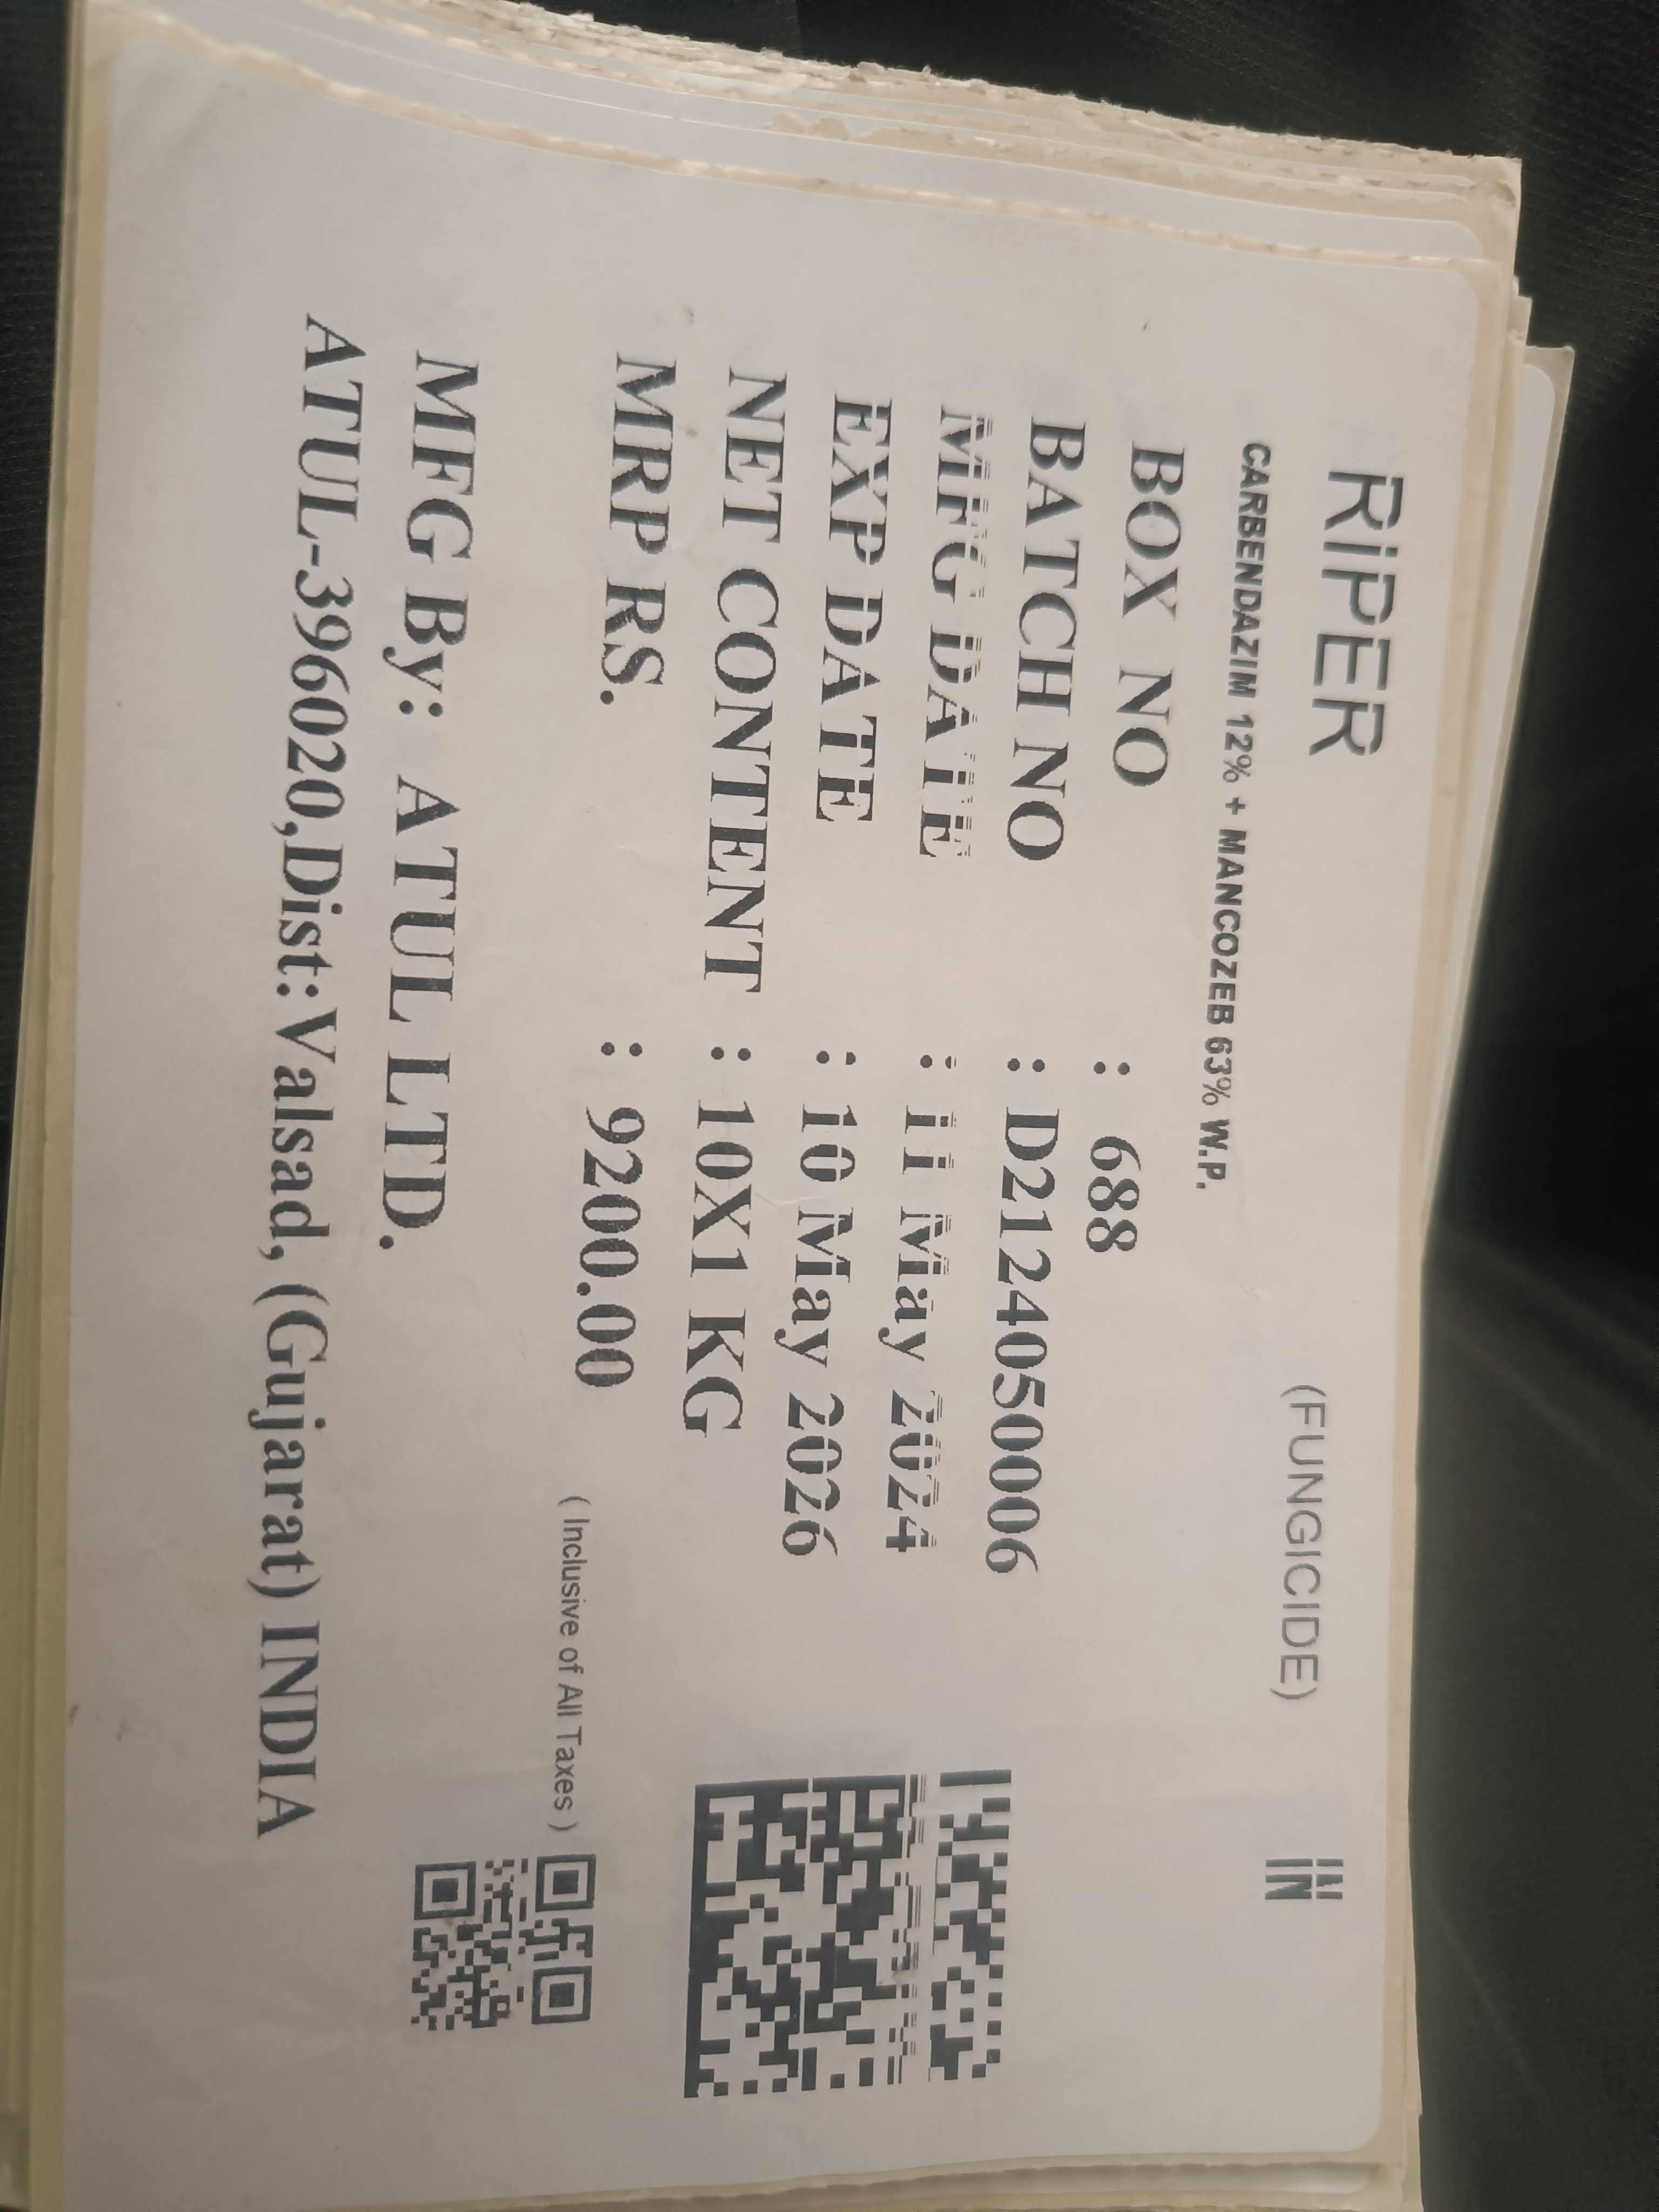 RiPER (FUNGICIDE) IN
CARBENDAZIM 12% + MANCOZEB 63% W.P.
BOX NO : 688
BATCH NO : D212405006
MFG DATE : 11 May 2024
EXP DATE : 10 May 2026
NET CONTENT : 10X1 KG
MRP RS. : 9200.00 ( Inclusive of All Taxes )
MFG By: ATUL LTD.
ATUL-396020,Dist:Valsad, (Gujarat) INDIA